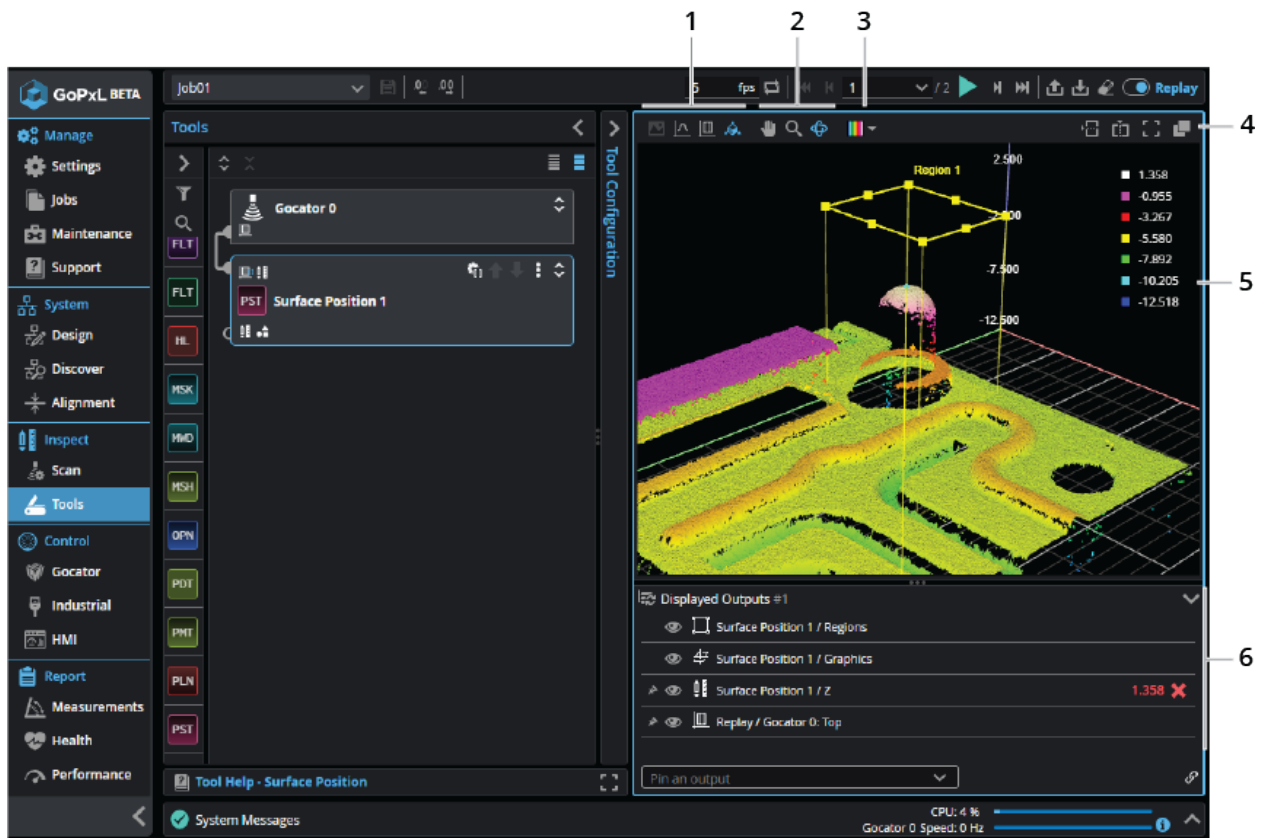 1 2 3
GoPxL BETA
Job01
fps
1
/ 2
Replay
Manage
Settings
Jobs
Maintenance
Support
System
Design
Discover
Alignment
Inspect
Scan
Tools
Control
Gocator
Industrial
HMI
Report
Measurements
Health
Performance
Tools
Gocator 0
PST Surface Position 1
FLT
FLT
HL
MSK
MWD
MSH
OPN
PDT
PMT
PLN
PST
Tool Help - Surface Position
Tool Configuration
4
Region 1
2.500
-7.500
-12.500
1.358
-0.955
-3.267
-5.580
-7.892
-10.205
-12.518
5
Displayed Outputs #1
Surface Position 1 / Regions
Surface Position 1 / Graphics
Surface Position 1 / Z 1.358
Replay / Gocator 0: Top
6
Pin an output
System Messages
CPU: 4 %
Gocator 0 Speed: 0 Hz